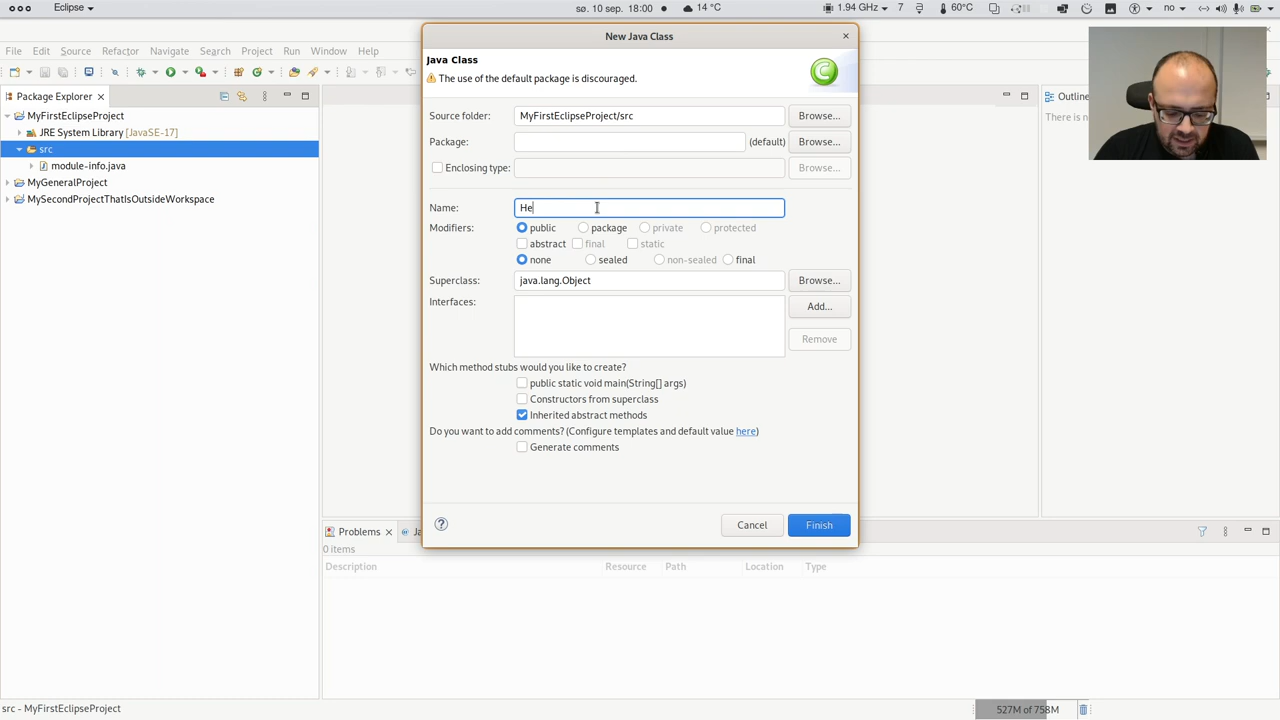 Eclipse
sø. 10 sep. 18:00
14 °C
1.94 GHz
7
60°C
no
File Edit Source Refactor Navigate Search Project Run Window Help
New Java Class
Java Class
The use of the default package is discouraged.
Package Explorer
MyFirstEclipseProject
JRE System Library [JavaSE-17]
src
module-info.java
MyGeneralProject
MySecondProjectThatIsOutsideWorkspace
Source folder: MyFirstEclipseProject/src Browse...
Package: (default) Browse...
Enclosing type: Browse...
Name: He
Modifiers: public package private protected
abstract final static
none sealed non-sealed final
Superclass: java.lang.Object Browse...
Interfaces: Add...
Remove
Which method stubs would you like to create?
public static void main(String[] args)
Constructors from superclass
Inherited abstract methods
Do you want to add comments? (Configure templates and default value here)
Generate comments
Cancel Finish
Outline
There is n
Problems Ja
0 items
Description Resource Path Location Type
src - MyFirstEclipseProject
527M of 758M